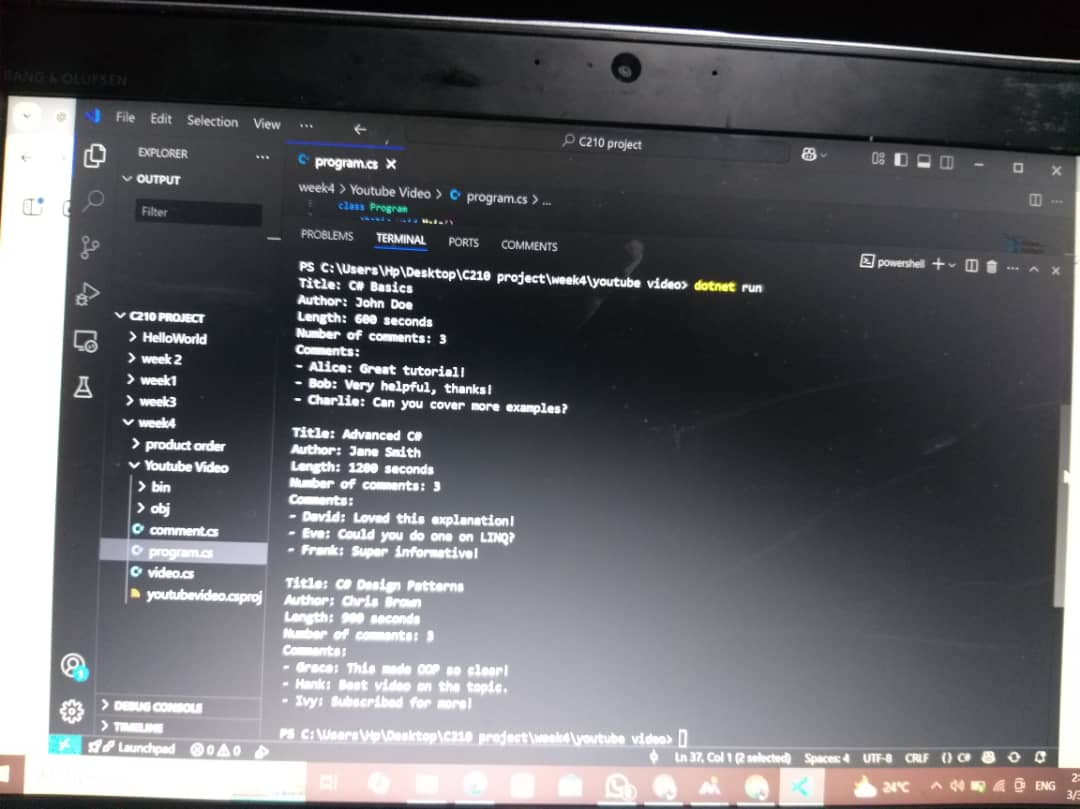 BANG & OLUFSEN
File Edit Selection View ...
C210 project
EXPLORER ...
OUTPUT
Filter
C210 PROJECT
HelloWorld
week 2
week1
week3
week4
product order
Youtube Video
bin
obj
comment.cs
program.cs
video.cs
youtubevideo.csproj
DEBUG CONSOLE
TIMELINE
program.cs
week4 > Youtube Video > program.cs > ...
class Program
PROBLEMS TERMINAL PORTS COMMENTS
powershell
PS C:\Users\Hp\Desktop\C210 project\week4\youtube video> dotnet run
Title: C# Basics
Author: John Doe
Length: 600 seconds
Number of comments: 3
Comments:
- Alice: Great tutorial!
- Bob: Very helpful, thanks!
- Charlie: Can you cover more examples?
Title: Advanced C#
Author: Jane Smith
Length: 1200 seconds
Number of comments: 3
Comments:
- David: Loved this explanation!
- Eve: Could you do one on LINQ?
- Frank: Super informative!
Title: C# Design Patterns
Author: Chris Brown
Length: 900 seconds
Number of comments: 3
Comments:
- Grace: This made OOP so clear!
- Hank: Best video on the topic.
- Ivy: Subscribed for more!
PS C:\Users\Hp\Desktop\C210 project\week4\youtube video>
Launchpad 0 0
Ln 37, Col 1 (2 selected) Spaces: 4 UTF-8 CRLF {} C#
24°C
ENG